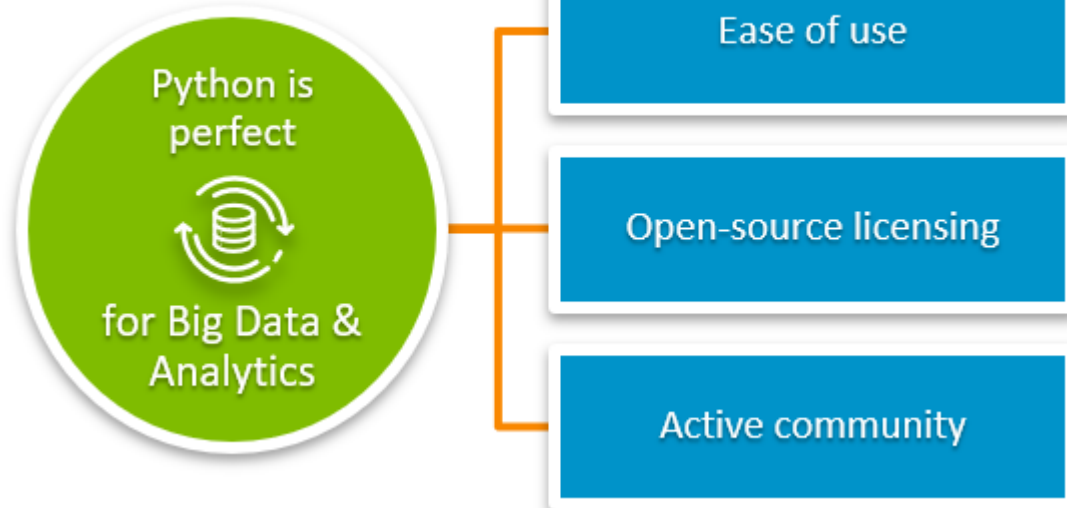 Python is
perfect
for Big Data &
Analytics
Ease of use
Open-source licensing
Active community